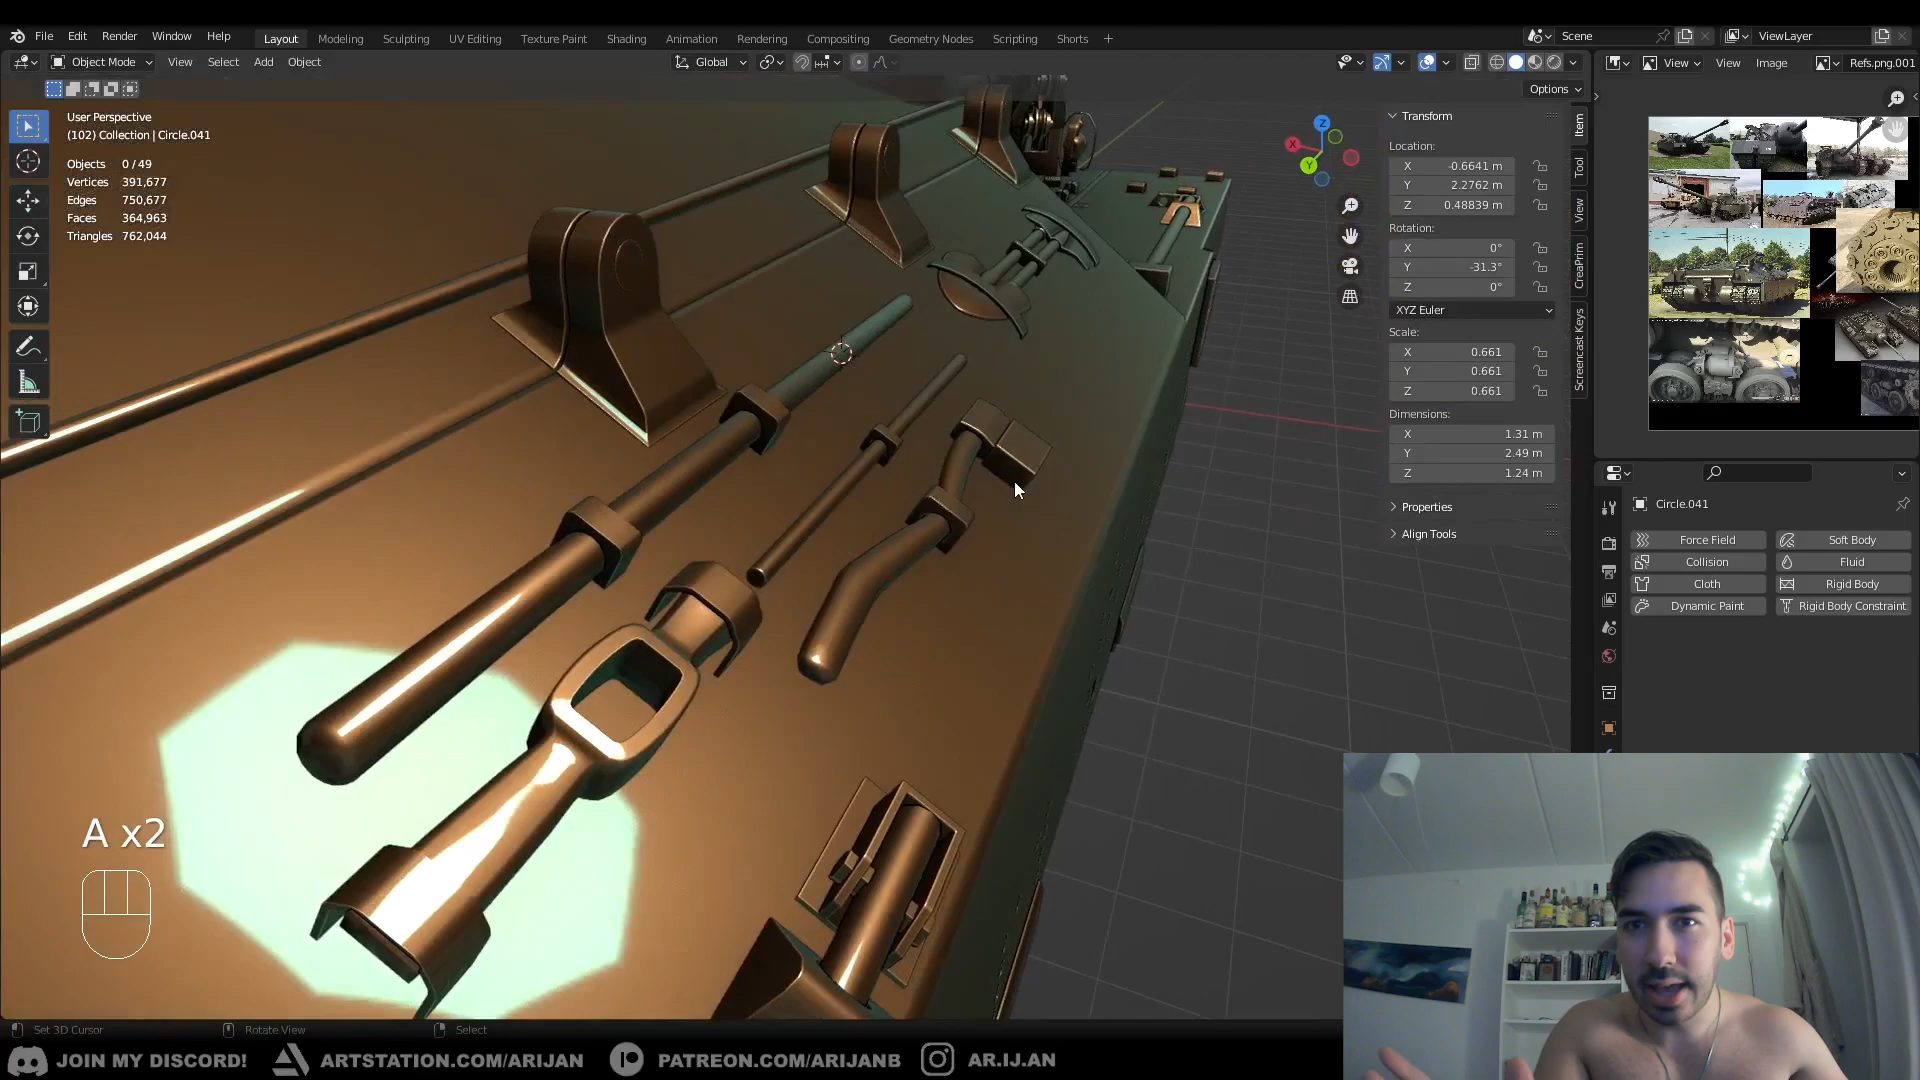 File Edit Render Window Help
Layout Modeling Sculpting UV Editing Texture Paint Shading Animation Rendering Compositing Geometry Nodes Scripting Shorts +
Scene
ViewLayer
Object Mode View Select Add Object
Global
View View Image
Refs.png.001
Options
User Perspective
(102) Collection | Circle.041
Objects 0 / 49
Vertices 391,677
Edges 750,677
Faces 364,963
Triangles 762,044
Z
X
Y
Transform
Location:
X -0.6641 m
Y 2.2762 m
Z 0.48839 m
Rotation:
X 0°
Y -31.3°
Z 0°
XYZ Euler
Scale:
X 0.661
Y 0.661
Z 0.661
Dimensions:
X 1.31 m
Y 2.49 m
Z 1.24 m
Properties
Align Tools
Item
Tool
View
CreaPrim
Screencast Keys
Circle.041
Force Field Soft Body
Collision Fluid
Cloth Rigid Body
Dynamic Paint Rigid Body Constraint
A x2
Set 3D Cursor Rotate View Select
JOIN MY DISCORD! ARTSTATION.COM/ARIJAN PATREON.COM/ARIJANB AR.IJ.AN